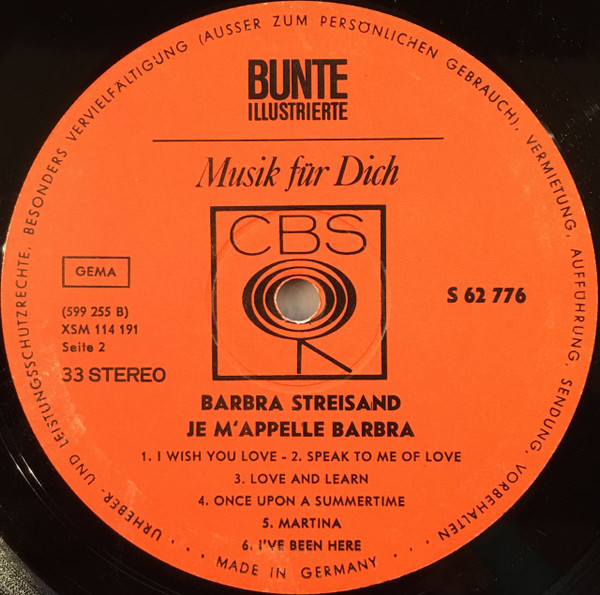 URHEBER- UND LEISTUNGSSCHUTZRECHTE, BESONDERS VERVIELFÄLTIGUNG (AUSSER ZUM PERSÖNLICHEN GEBRAUCH), VERMIETUNG, AUFFÜHRUNG, SENDUNG, VORBEHALTEN
BUNTE
ILLUSTRIERTE
Musik für Dich
CBS
GEMA
S 62 776
(599 255 B)
XSM 114 191
Seite 2
33 STEREO
BARBRA STREISAND
JE M'APPELLE BARBRA
1. I WISH YOU LOVE - 2. SPEAK TO ME OF LOVE
3. LOVE AND LEARN
4. ONCE UPON A SUMMERTIME
5. MARTINA
6. I'VE BEEN HERE
... MADE IN GERMANY ...